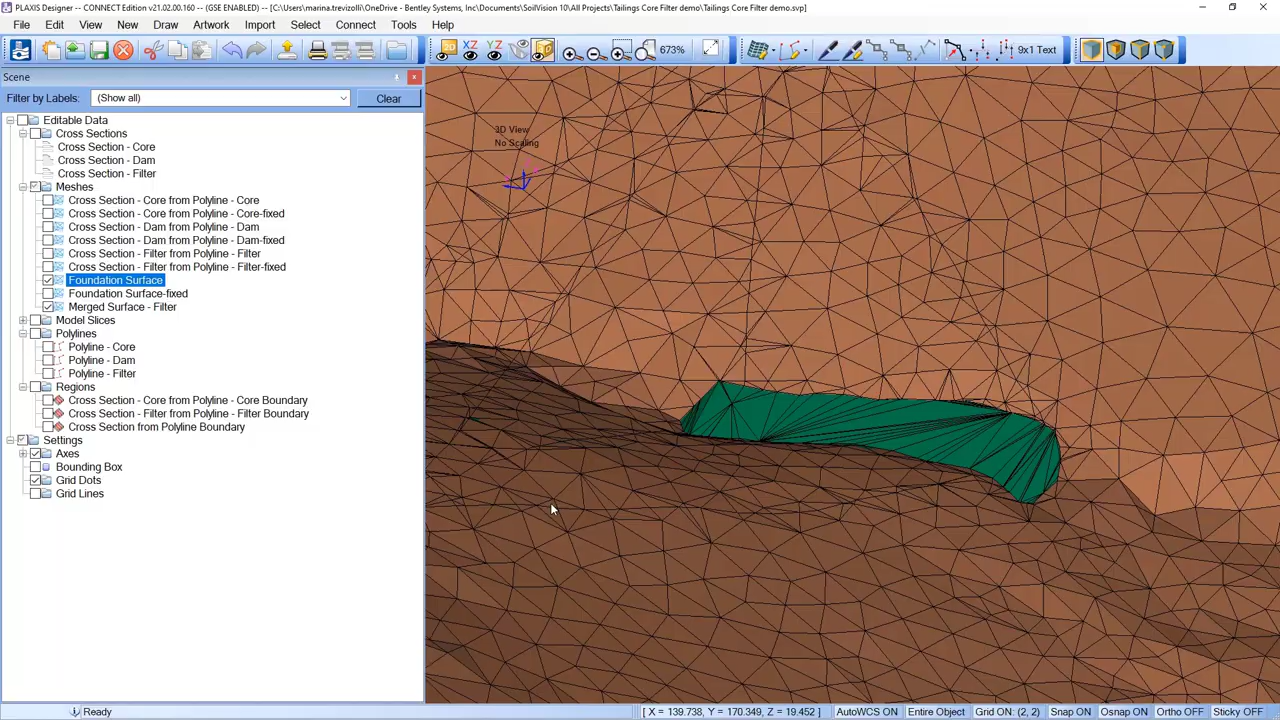 PLAXIS Designer -- CONNECT Edition v21.02.00.160 -- (GSE ENABLED) -- [C:\Users\marina.trevizolli\OneDrive - Bentley Systems, Inc\Documents\SoilVision 10\All Projects\Tailings Core Filter demo\Tailings Core Filter demo.svp]
File Edit View New Draw Artwork Import Select Connect Tools Help
2D XZ YZ 673% 9x1 Text
Scene
Filter by Labels: (Show all) Clear
Editable Data
Cross Sections
Cross Section - Core
Cross Section - Dam
Cross Section - Filter
Meshes
Cross Section - Core from Polyline - Core
Cross Section - Core from Polyline - Core-fixed
Cross Section - Dam from Polyline - Dam
Cross Section - Dam from Polyline - Dam-fixed
Cross Section - Filter from Polyline - Filter
Cross Section - Filter from Polyline - Filter-fixed
Foundation Surface
Foundation Surface-fixed
Merged Surface - Filter
Model Slices
Polylines
Polyline - Core
Polyline - Dam
Polyline - Filter
Regions
Cross Section - Core from Polyline - Core Boundary
Cross Section - Filter from Polyline - Filter Boundary
Cross Section from Polyline Boundary
Settings
Axes
Bounding Box
Grid Dots
Grid Lines
3D View
No Scaling
Ready
[ X = 139.738, Y = 170.349, Z = 19.452 ] AutoWCS ON Entire Object Grid ON: (2, 2) Snap ON Osnap ON Ortho OFF Sticky OFF